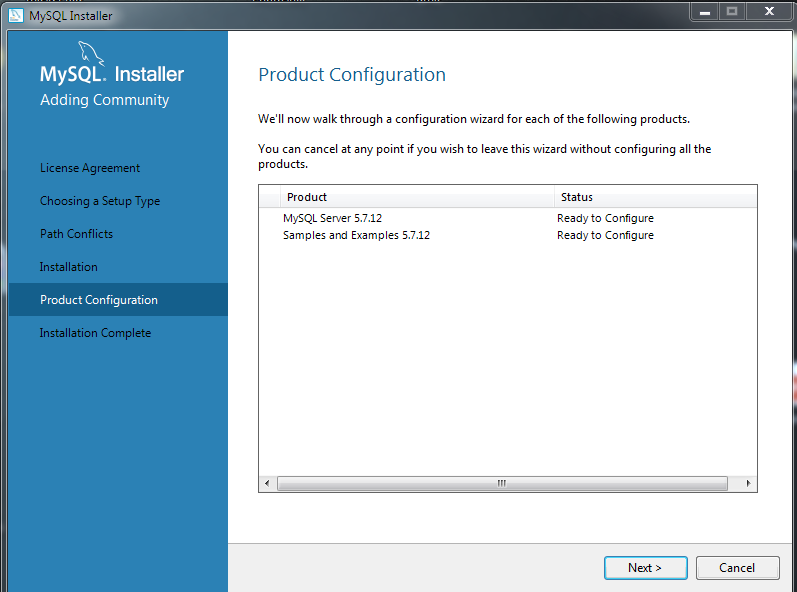 MySQL Installer
MySQL. Installer
Adding Community
License Agreement
Choosing a Setup Type
Path Conflicts
Installation
Product Configuration
Installation Complete
Product Configuration
We'll now walk through a configuration wizard for each of the following products.
You can cancel at any point if you wish to leave this wizard without configuring all the
products.
Product Status
MySQL Server 5.7.12 Ready to Configure
Samples and Examples 5.7.12 Ready to Configure
Next > Cancel